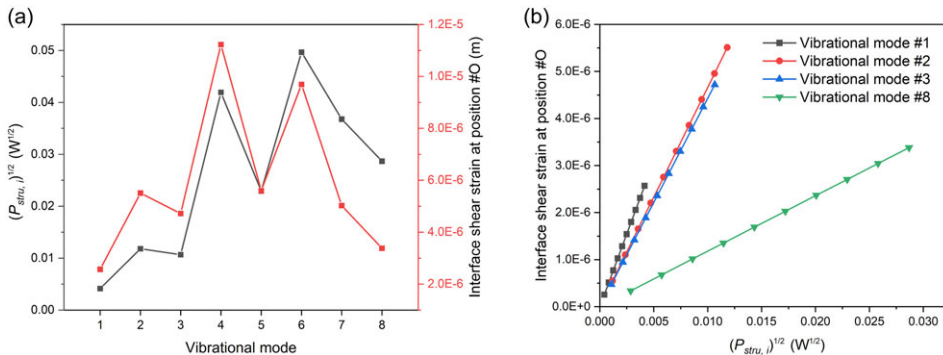 (a)
(P_stru, i)^1/2 (W^1/2)
0.05
0.04
0.03
0.02
0.01
0.00
1 2 3 4 5 6 7 8
Vibrational mode
1.2E-5
1.0E-5
8.0E-6
6.0E-6
4.0E-6
2.0E-6
Interface shear strain at position #O (m)
(b)
Interface shear strain at position #O
6.0E-6
5.0E-6
4.0E-6
3.0E-6
2.0E-6
1.0E-6
0.0E+0
Vibrational mode #1
Vibrational mode #2
Vibrational mode #3
Vibrational mode #8
0.000 0.005 0.010 0.015 0.020 0.025 0.030
(P_stru, i)^1/2 (W^1/2)